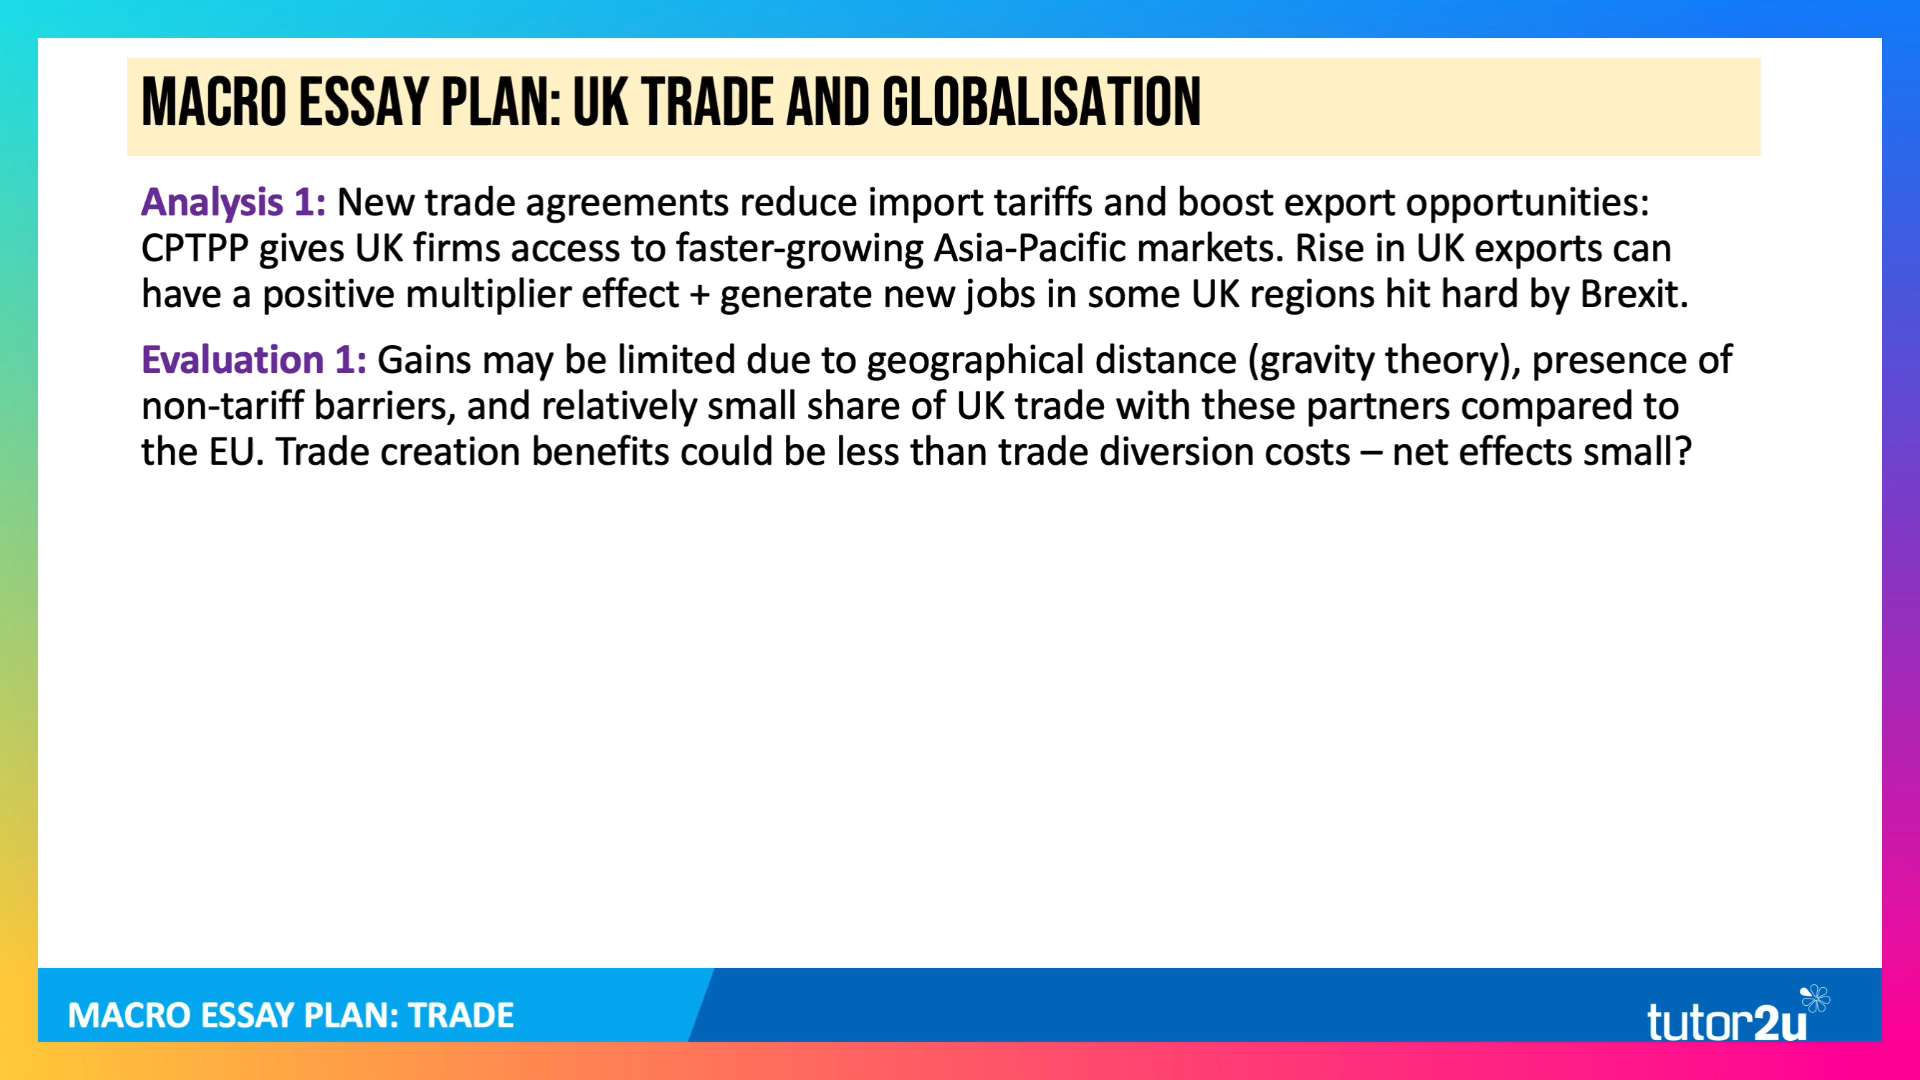 MACRO ESSAY PLAN: UK TRADE AND GLOBALISATION
Analysis 1: New trade agreements reduce import tariffs and boost export opportunities:
CPTPP gives UK firms access to faster-growing Asia-Pacific markets. Rise in UK exports can
have a positive multiplier effect + generate new jobs in some UK regions hit hard by Brexit.
Evaluation 1: Gains may be limited due to geographical distance (gravity theory), presence of
non-tariff barriers, and relatively small share of UK trade with these partners compared to
the EU. Trade creation benefits could be less than trade diversion costs – net effects small?
MACRO ESSAY PLAN: TRADE
tutor2u